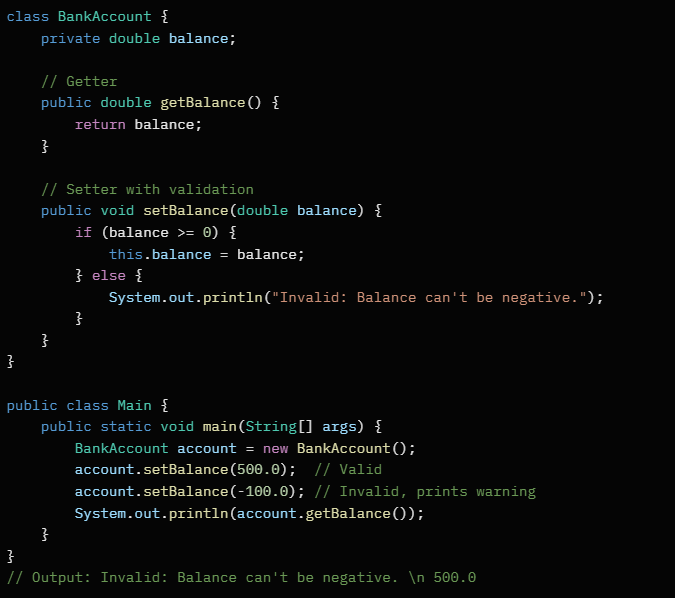 class BankAccount {
    private double balance;

    // Getter
    public double getBalance() {
        return balance;
    }

    // Setter with validation
    public void setBalance(double balance) {
        if (balance >= 0) {
            this.balance = balance;
        } else {
            System.out.println("Invalid: Balance can't be negative.");
        }
    }
}

public class Main {
    public static void main(String[] args) {
        BankAccount account = new BankAccount();
        account.setBalance(500.0);  // Valid
        account.setBalance(-100.0); // Invalid, prints warning
        System.out.println(account.getBalance());
    }
}
// Output: Invalid: Balance can't be negative. \n 500.0